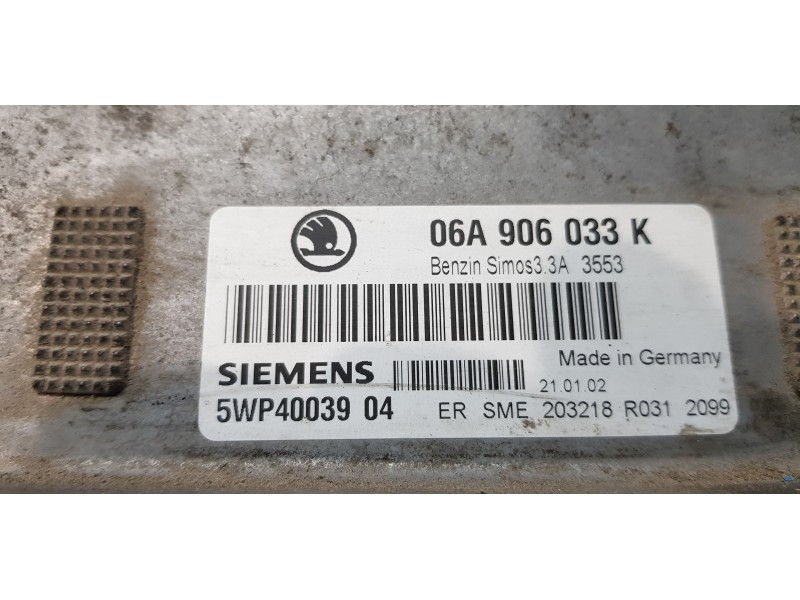 06A 906 033 K
Benzin Simos3.3A 3553
Made in Germany
SIEMENS
21.01.02
5WP40039 04 ER SME 203218 R031 2099